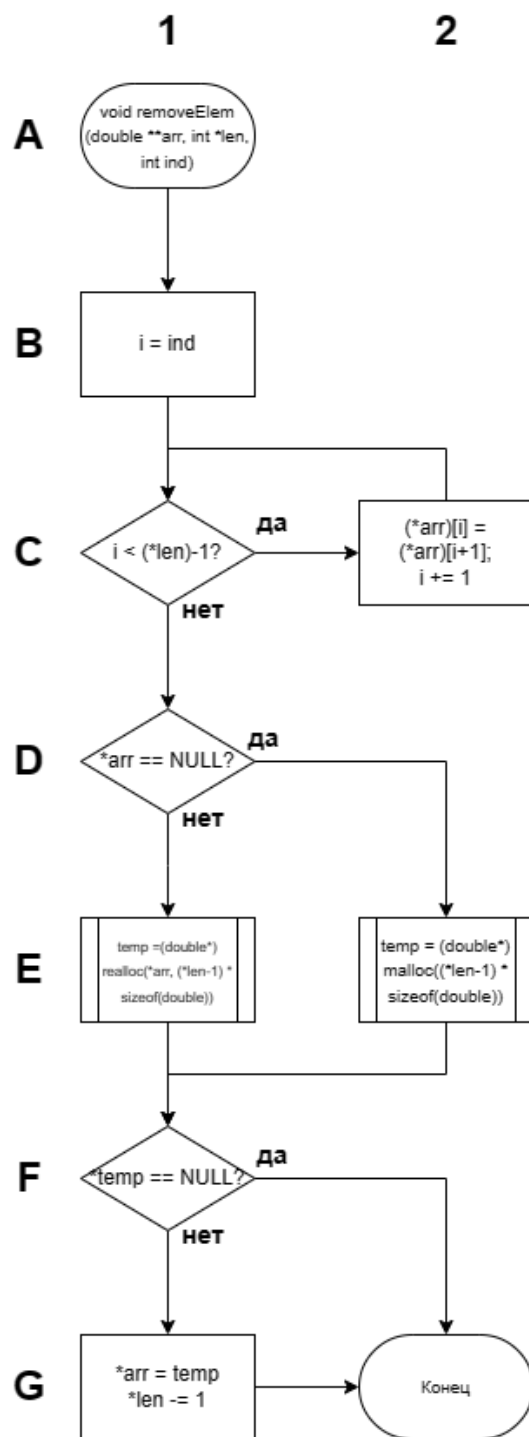 1
2
A
void removeElem
(double **arr, int *len,
int ind)
B
i = ind
C
i < (*len)-1?
да
(*arr)[i] =
(*arr)[i+1];
i += 1
нет
D
*arr == NULL?
да
нет
E
temp =(double*)
realloc(*arr, (*len-1) *
sizeof(double))
temp = (double*)
malloc((*len-1) *
sizeof(double))
F
*temp == NULL?
да
нет
G
*arr = temp
*len -= 1
Конец